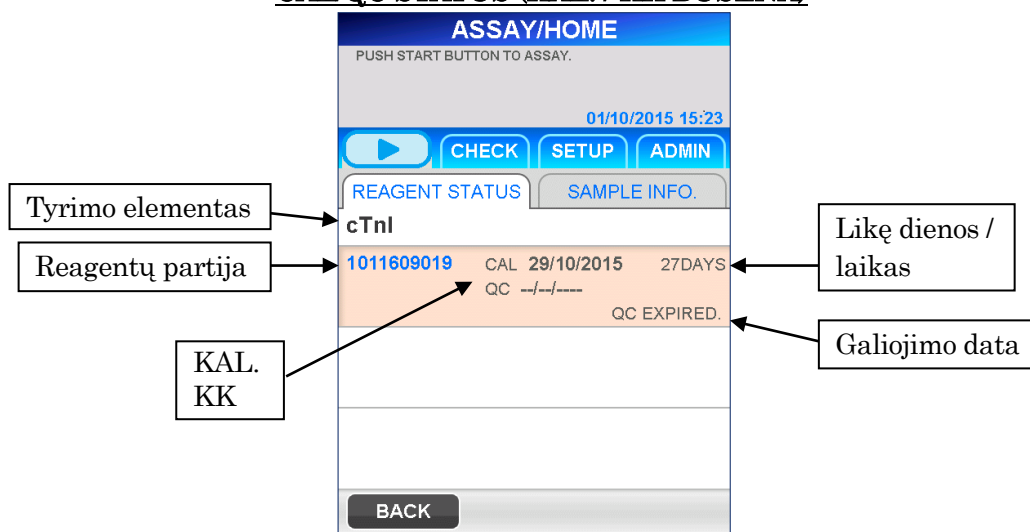 ASSAY/HOME
PUSH START BUTTON TO ASSAY.
01/10/2015 15:23
CHECK SETUP ADMIN
REAGENT STATUS SAMPLE INFO.
Tyrimo elementas
cTnI
Likę dienos /
laikas
Reagentų partija
1011609019 CAL 29/10/2015 27DAYS
QC --/--/----
QC EXPIRED.
Galiojimo data
KAL.
KK
BACK